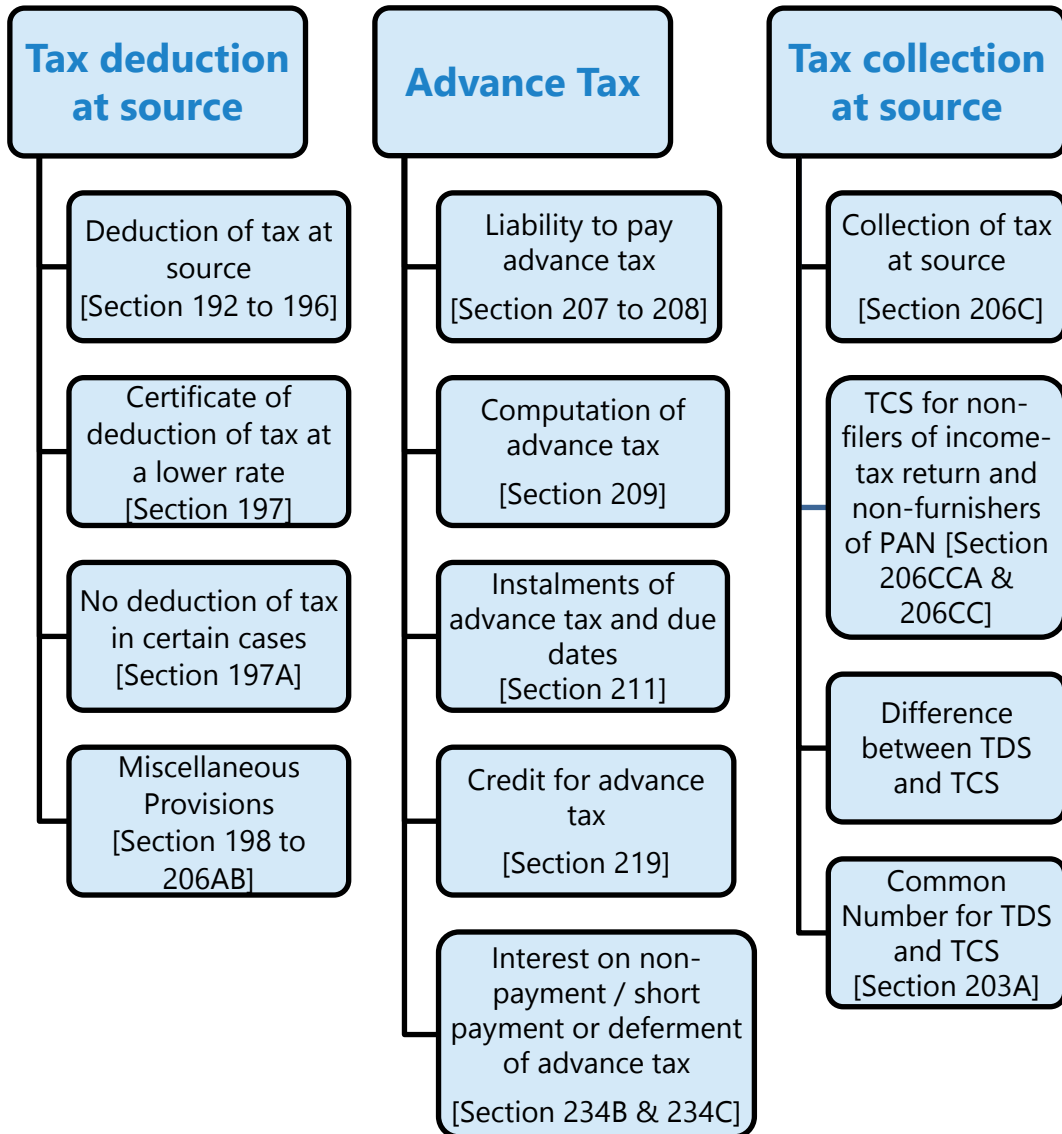 Tax deduction
at source
Deduction of tax at
source
[Section 192 to 196]
Certificate of
deduction of tax at
a lower rate
[Section 197]
No deduction of tax
in certain cases
[Section 197A]
Miscellaneous
Provisions
[Section 198 to
206AB]
Advance Tax
Liability to pay
advance tax
[Section 207 to 208]
Computation of
advance tax
[Section 209]
Instalments of
advance tax and due
dates
[Section 211]
Credit for advance
tax
[Section 219]
Interest on non-
payment / short
payment or deferment
of advance tax
[Section 234B & 234C]
Tax collection
at source
Collection of tax
at source
[Section 206C]
TCS for non-
filers of income-
tax return and
non-furnishers
of PAN [Section
206CCA &
206CC]
Difference
between TDS
and TCS
Common
Number for TDS
and TCS
[Section 203A]